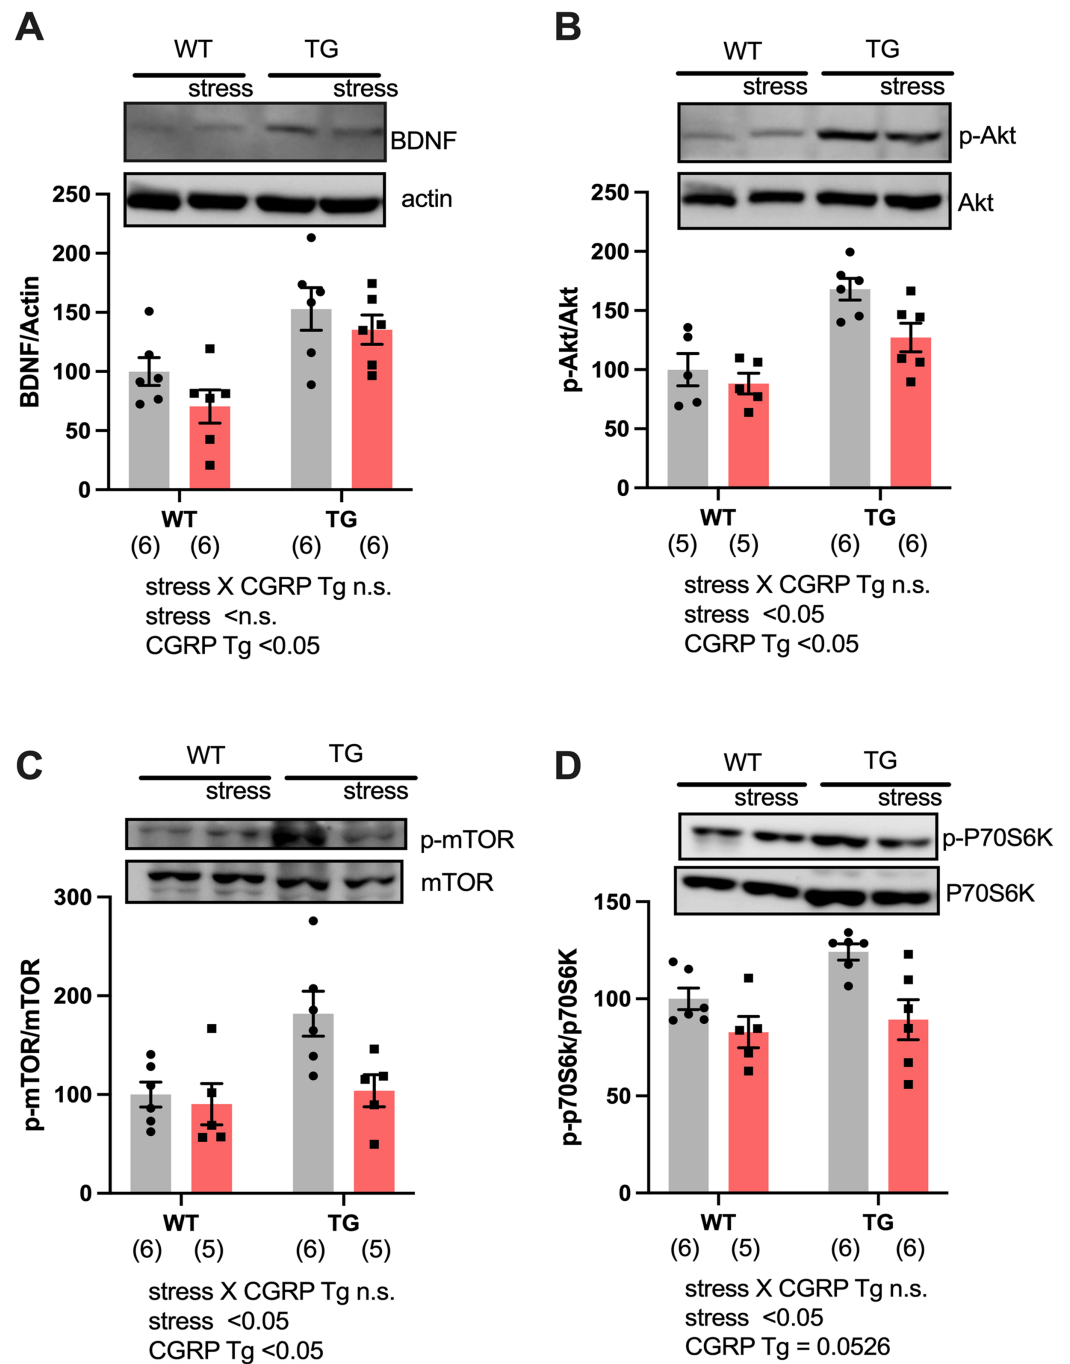 A
WT TG
stress stress
BDNF
actin
250
200
150
100
50
0
BDNF/Actin
WT TG
(6) (6) (6) (6)
stress X CGRP Tg n.s.
stress <n.s.
CGRP Tg <0.05
B
WT TG
stress stress
p-Akt
Akt
250
200
150
100
50
0
p-Akt/Akt
WT TG
(5) (5) (6) (6)
stress X CGRP Tg n.s.
stress <0.05
CGRP Tg <0.05
C
WT TG
stress stress
p-mTOR
mTOR
300
200
100
0
p-mTOR/mTOR
WT TG
(6) (5) (6) (5)
stress X CGRP Tg n.s.
stress <0.05
CGRP Tg <0.05
D
WT TG
stress stress
p-P70S6K
P70S6K
150
100
50
0
p-p70S6k/p70S6K
WT TG
(6) (5) (6) (6)
stress X CGRP Tg n.s.
stress <0.05
CGRP Tg = 0.0526